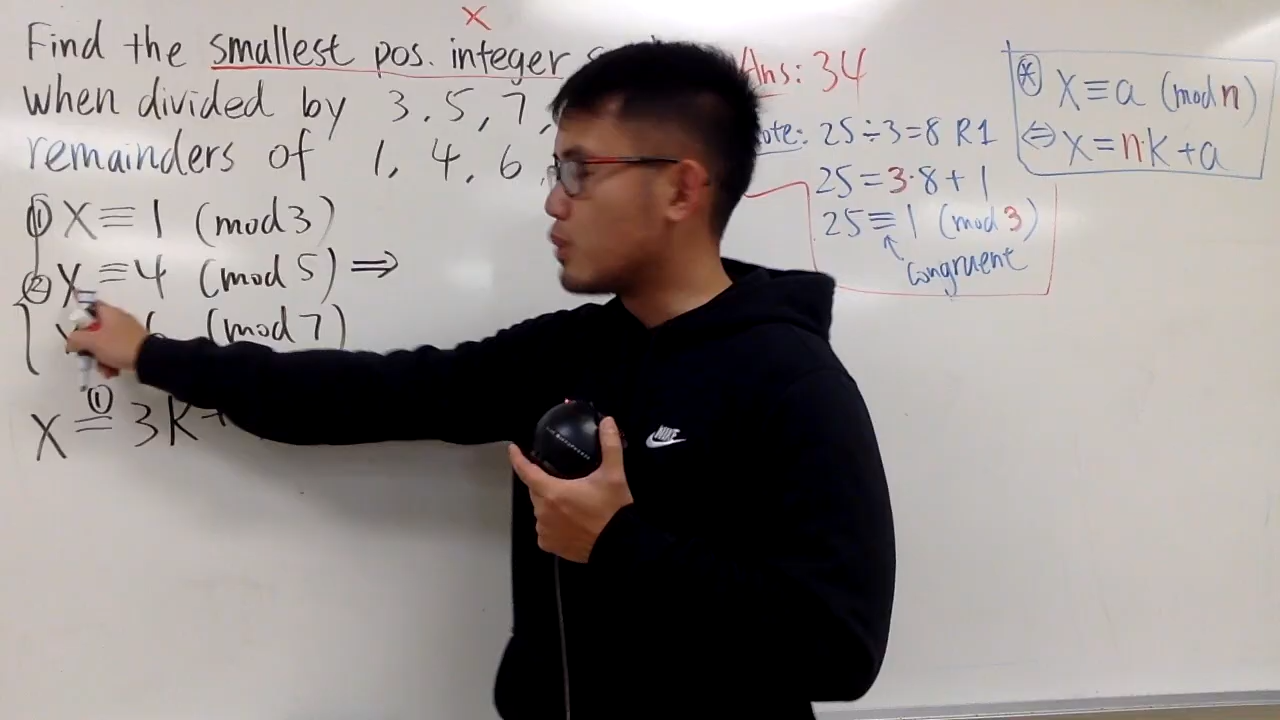 x
Find the smallest pos. integer
when divided by 3, 5, 7,
remainders of 1, 4, 6,
① X ≡ 1 (mod 3)
② X ≡ 4 (mod 5) ⇒
(mod 7)
X ①= 3K+
Ans: 34
25÷3=8 R1
25=3·8+1
25≡1 (mod 3)
↑
congruent
⊛ X≡a (mod n)
⇔ X=n·K+a
NIKE